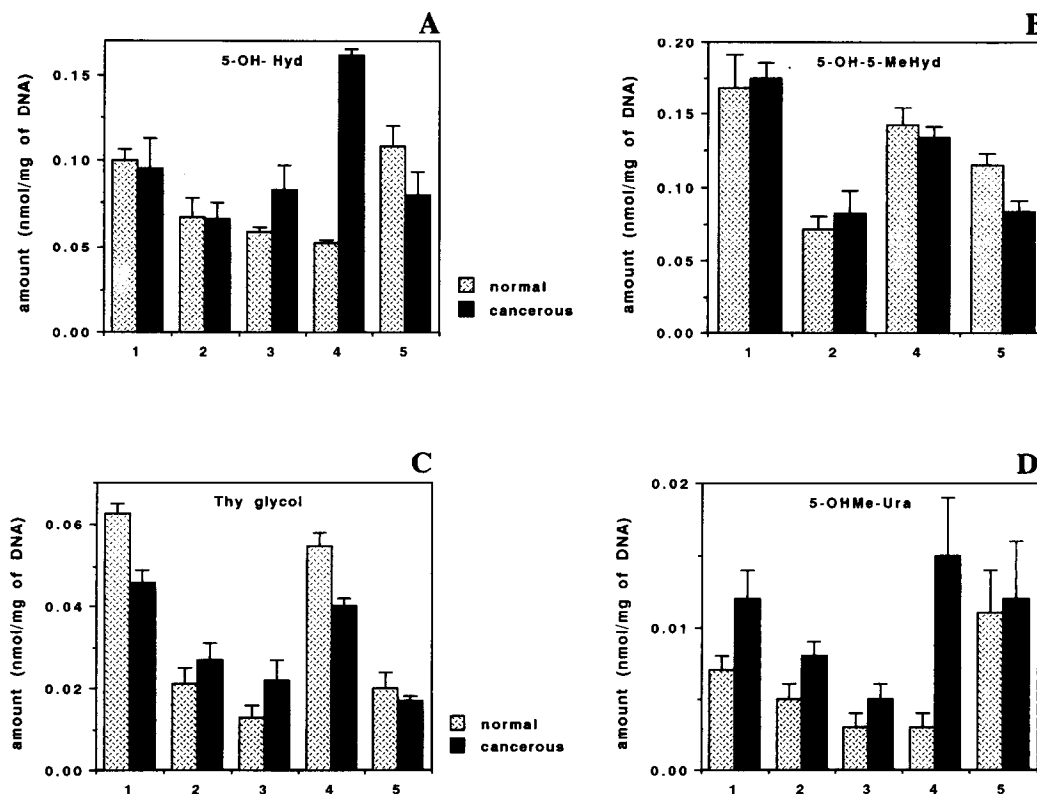 A
5-OH- Hyd
amount (nmol/mg of DNA)
0.15
0.10
0.05
0.00
1 2 3 4 5
normal
cancerous
B
5-OH-5-MeHyd
amount (nmol/mg of DNA)
0.20
0.15
0.10
0.05
0.00
1 2 4 5
C
Thy glycol
amount (nmol/mg of DNA)
0.06
0.04
0.02
0.00
1 2 3 4 5
normal
cancerous
D
5-OHMe-Ura
amount (nmol/mg of DNA)
0.02
0.01
0.00
1 2 3 4 5